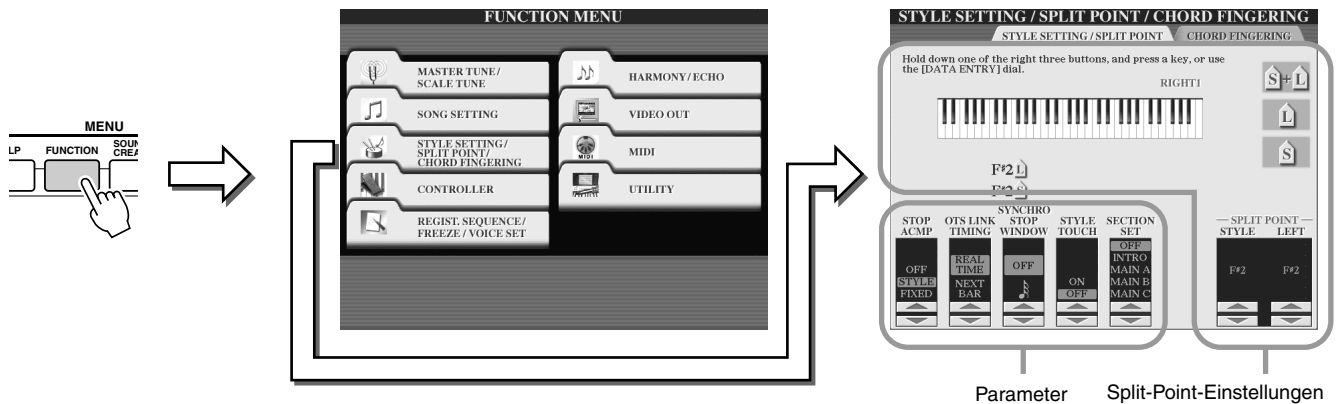 MENU
LP
FUNCTION
SOUN
CREA
FUNCTION MENU
MASTER TUNE /
SCALE TUNE
SONG SETTING
STYLE SETTING /
SPLIT POINT /
CHORD FINGERING
CONTROLLER
REGIST. SEQUENCE /
FREEZE / VOICE SET
HARMONY / ECHO
VIDEO OUT
MIDI
MIDI
UTILITY
STYLE SETTING / SPLIT POINT / CHORD FINGERING
STYLE SETTING / SPLIT POINT
CHORD FINGERING
Hold down one of the right three buttons, and press a key, or use
the [DATA ENTRY] dial.
RIGHT1
S+L
L
S
F#2 L
F#2
STOP
ACMP
OFF
STYLE
FIXED
OTS LINK
TIMING
REAL
TIME
NEXT
BAR
SYNCHRO
STOP
WINDOW
OFF
STYLE
TOUCH
ON
OFF
SECTION
SET
OFF
INTRO
MAIN A
MAIN B
MAIN C
SPLIT POINT
STYLE
LEFT
F#2
F#2
Parameter
Split-Point-Einstellungen